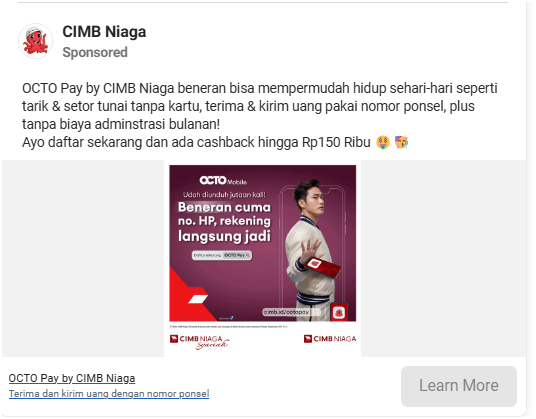 CIMB Niaga
Sponsored
OCTO Pay by CIMB Niaga beneran bisa mempermudah hidup sehari-hari seperti
tarik & setor tunai tanpa kartu, terima & kirim uang pakai nomor ponsel, plus
tanpa biaya adminstrasi bulanan!
Ayo daftar sekarang dan ada cashback hingga Rp150 Ribu 🤑 🥳
OCTO Mobile
Udah diunduh jutaan kali!
Beneran cuma
no. HP, rekening
langsung jadi
Daftar sekarang OCTO Pay
cimb.id/octopay
CIMB NIAGA
Syariah
CIMB NIAGA
OCTO Pay by CIMB Niaga
Terima dan kirim uang dengan nomor ponsel
Learn More